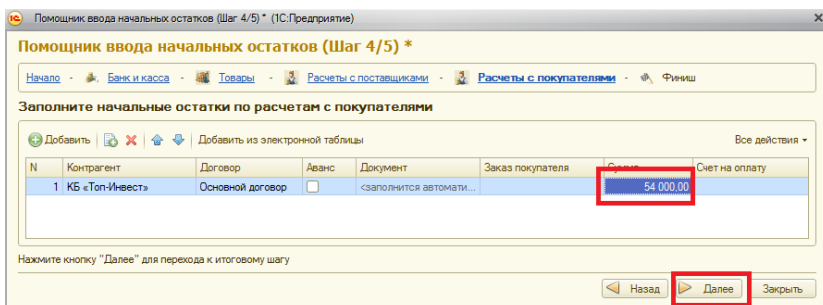 Помощник ввода начальных остатков (Шаг 4/5) * (1С:Предприятие)
Помощник ввода начальных остатков (Шаг 4/5) *
Начало - Банк и касса - Товары - Расчеты с поставщиками - Расчеты с покупателями - Финиш
Заполните начальные остатки по расчетам с покупателями
Добавить Добавить из электронной таблицы Все действия
N Контрагент Договор Аванс Документ Заказ покупателя Сумма Счет на оплату
1 КБ «Топ-Инвест» Основной договор <заполнится автомати... 54 000,00
Нажмите кнопку "Далее" для перехода к итоговому шагу
Назад Далее Закрыть